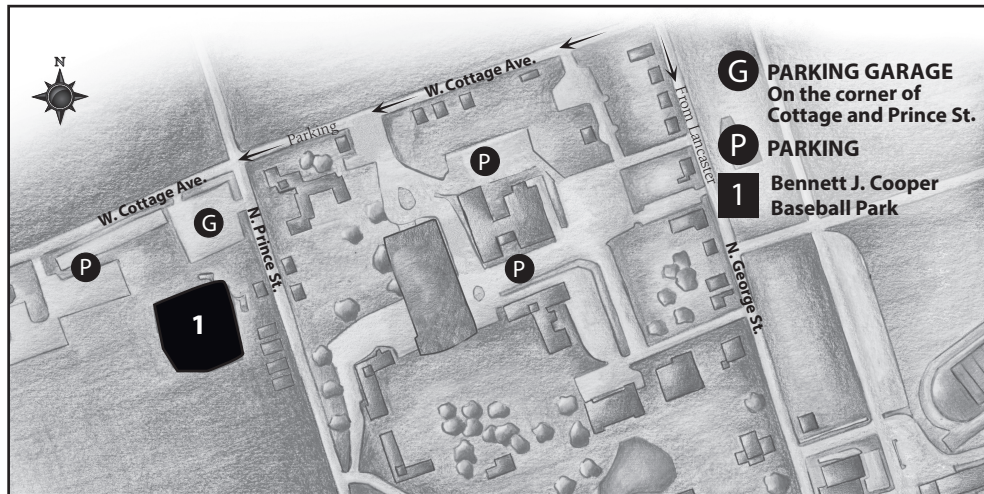 N
W. Cottage Ave.
Parking
From Lancaster
W. Cottage Ave.
G
P
P
P
N. Prince St.
1
N. George St.
G PARKING GARAGE
On the corner of
Cottage and Prince St.
P PARKING
1 Bennett J. Cooper
Baseball Park